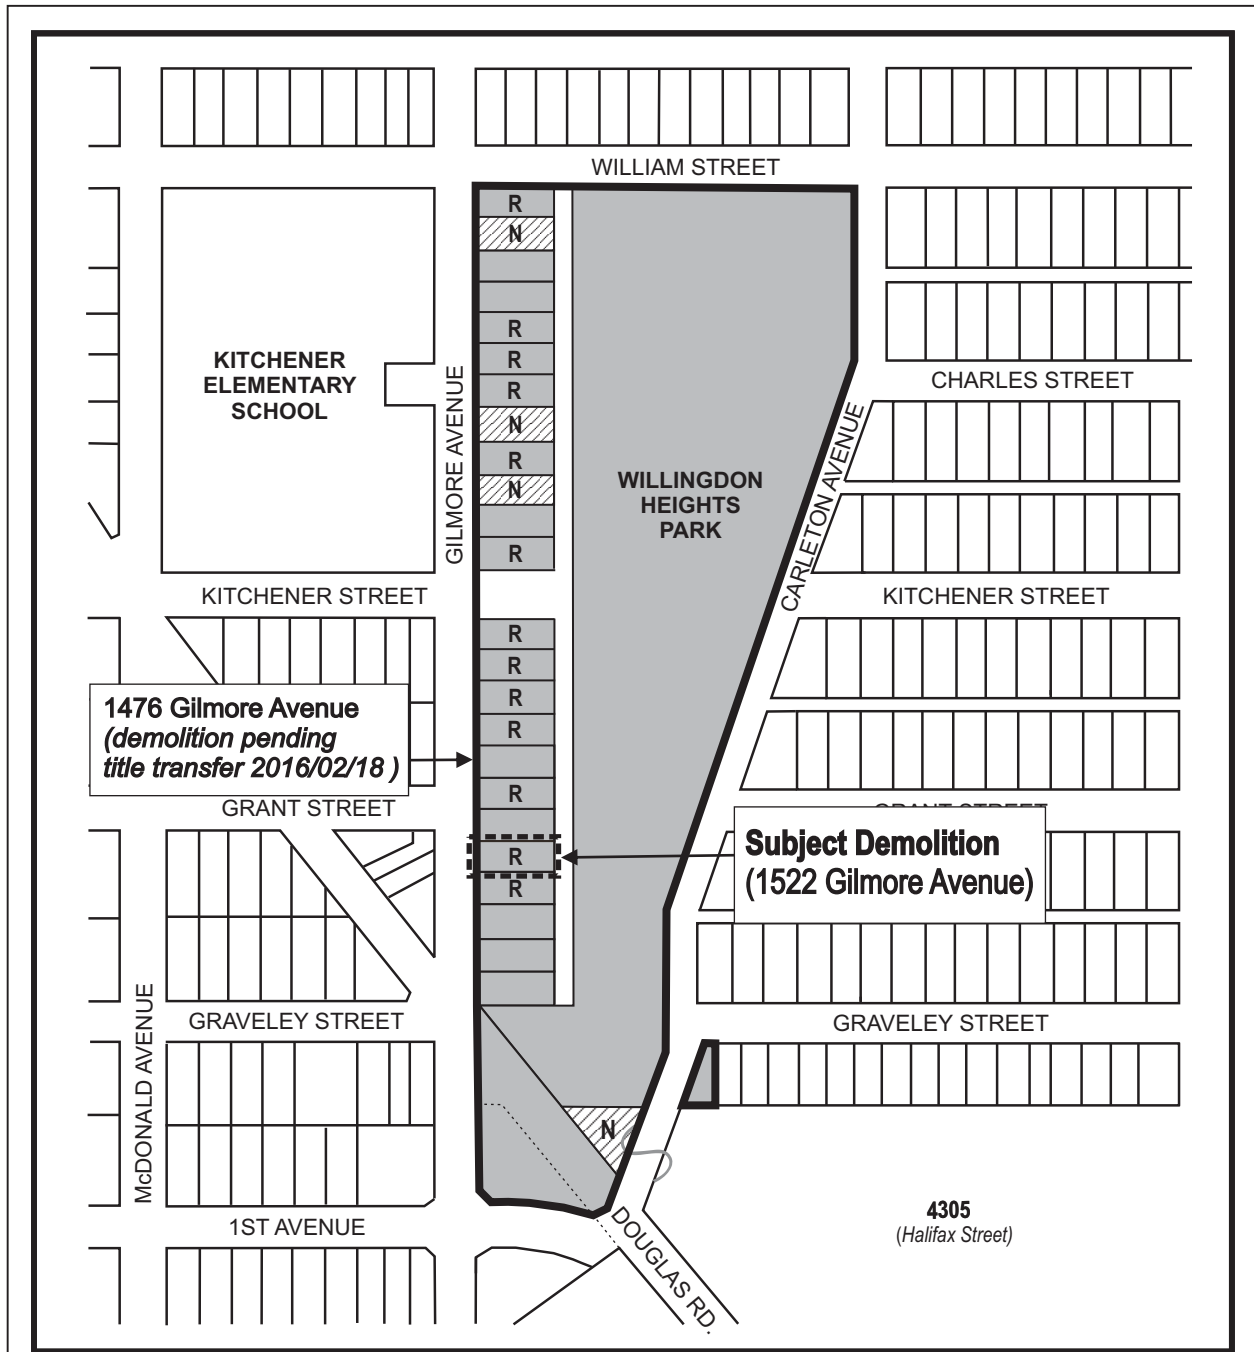 WILLIAM STREET
R
N
R
R
R
N
R
N
R
KITCHENER
ELEMENTARY
SCHOOL
GILMORE AVENUE
WILLINGDON
HEIGHTS
PARK
CHARLES STREET
CARLETON AVENUE
KITCHENER STREET
KITCHENER STREET
R
R
R
R
1476 Gilmore Avenue
(demolition pending
title transfer 2016/02/18 )
R
GRANT STREET
GRANT STREET
R
Subject Demolition
(1522 Gilmore Avenue)
R
McDONALD AVENUE
GRAVELEY STREET
GRAVELEY STREET
N
1ST AVENUE
DOUGLAS RD.
4305
(Halifax Street)